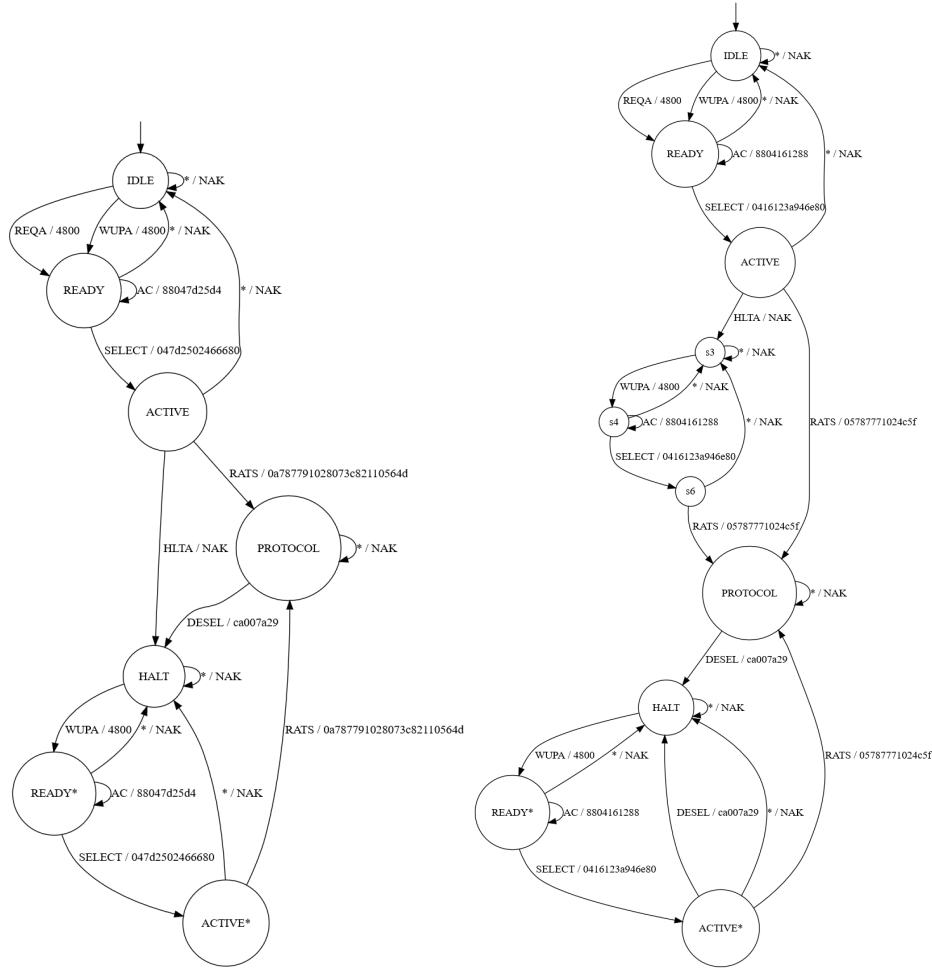 IDLE
* / NAK
REQA / 4800
WUPA / 4800
* / NAK
READY
AC / 88047d25d4
* / NAK
SELECT / 047d2502466680
ACTIVE
RATS / 0a787791028073c82110564d
HLTA / NAK
PROTOCOL
* / NAK
DESEL / ca007a29
HALT
* / NAK
WUPA / 4800
* / NAK
RATS / 0a787791028073c82110564d
READY*
AC / 88047d25d4
* / NAK
SELECT / 047d2502466680
ACTIVE*
IDLE
* / NAK
REQA / 4800
WUPA / 4800
* / NAK
READY
AC / 8804161288
* / NAK
SELECT / 0416123a946e80
ACTIVE
HLTA / NAK
s3
* / NAK
WUPA / 4800
* / NAK
s4
AC / 8804161288
* / NAK
RATS / 05787771024c5f
SELECT / 0416123a946e80
s6
RATS / 05787771024c5f
PROTOCOL
* / NAK
DESEL / ca007a29
HALT
* / NAK
WUPA / 4800
* / NAK
RATS / 05787771024c5f
READY*
AC / 8804161288
DESEL / ca007a29
* / NAK
SELECT / 0416123a946e80
ACTIVE*